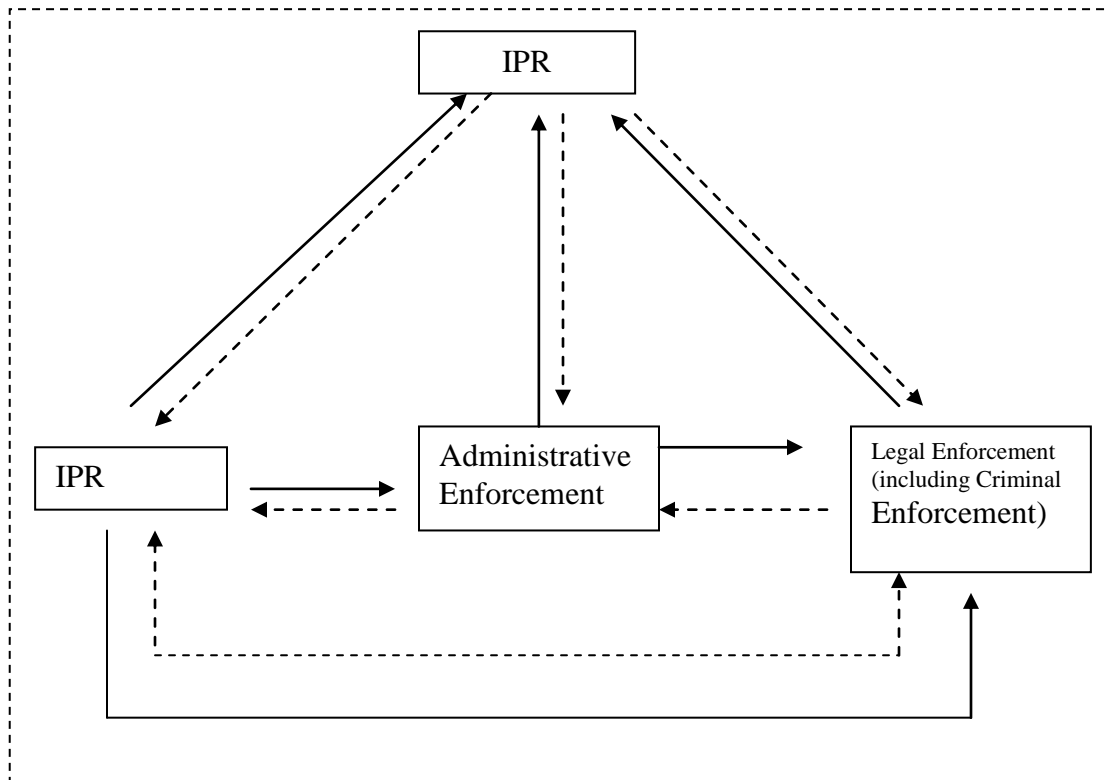 IPR
IPR
Administrative
Enforcement
Legal Enforcement
(including Criminal
Enforcement)